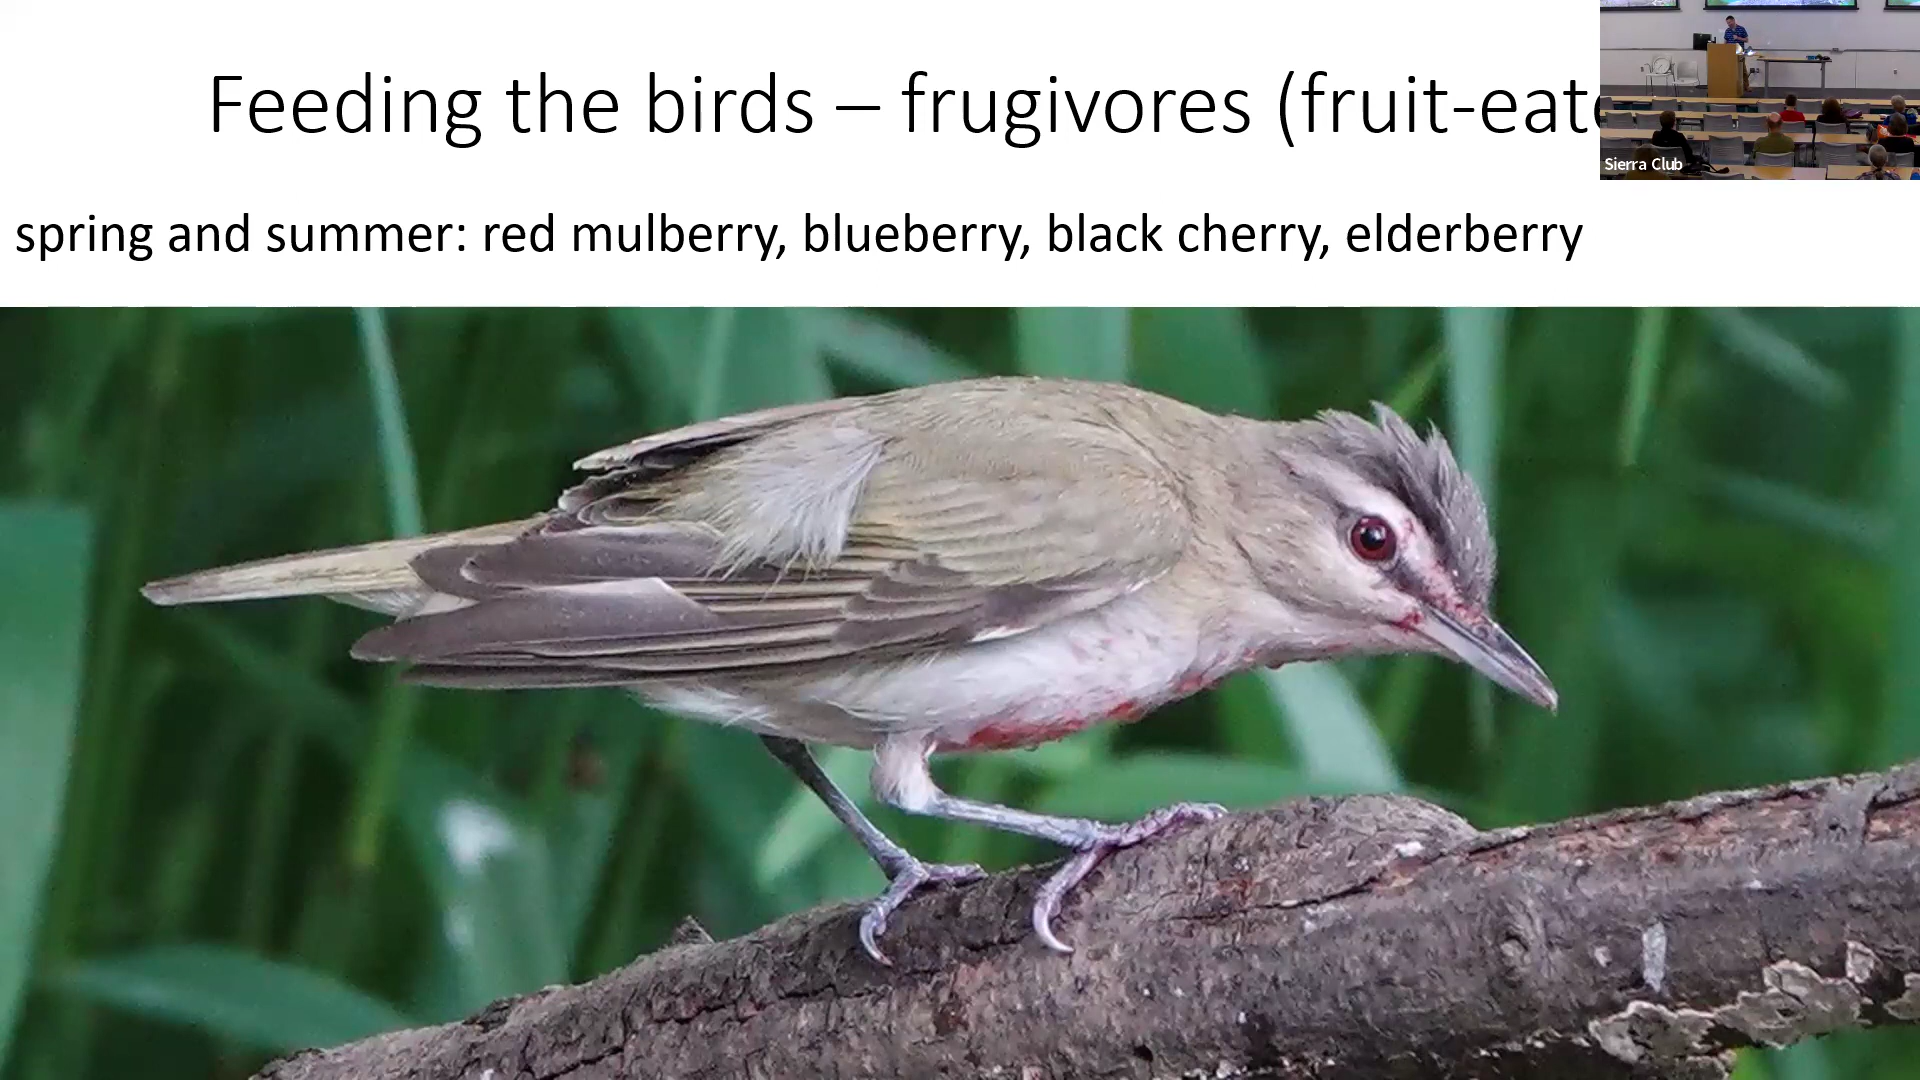 Feeding the birds – frugivores (fruit-eat
Sierra Club
spring and summer: red mulberry, blueberry, black cherry, elderberry